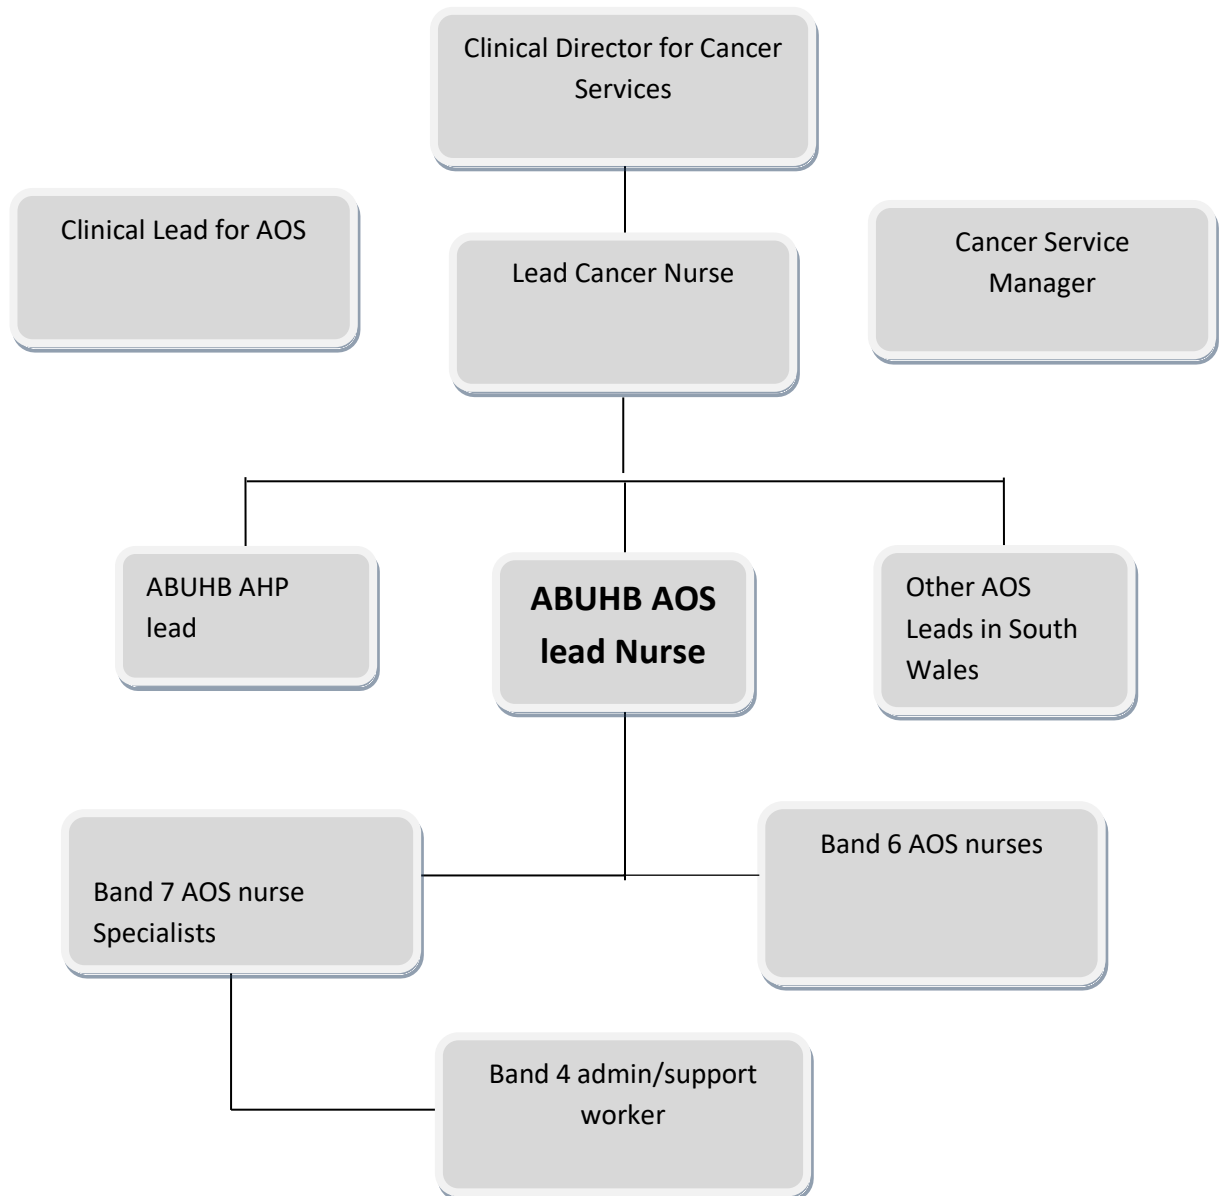 Clinical Director for Cancer
Services
Clinical Lead for AOS
Lead Cancer Nurse
Cancer Service
Manager
ABUHB AHP
lead
ABUHB AOS
lead Nurse
Other AOS
Leads in South
Wales
Band 7 AOS nurse
Specialists
Band 6 AOS nurses
Band 4 admin/support
worker